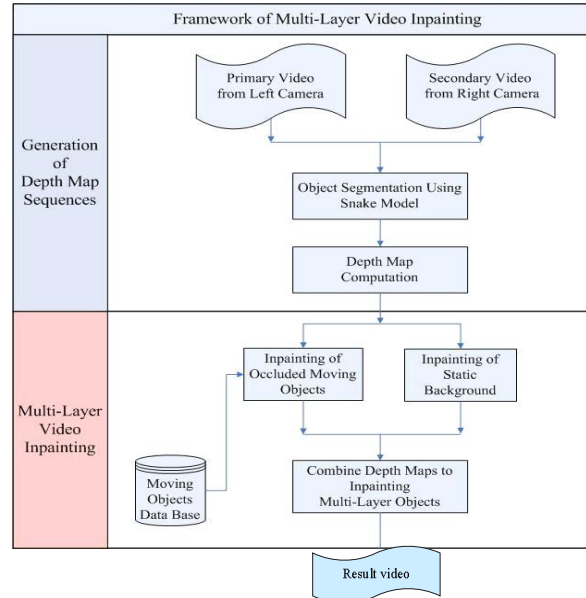 Framework of Multi-Layer Video Inpainting
Generation
of
Depth Map
Sequences
Primary Video
from Left Camera
Secondary Video
from Right Camera
Object Segmentation Using
Snake Model
Depth Map
Computation
Multi-Layer
Video
Inpainting
Inpainting of
Occluded Moving
Objects
Inpainting of
Static
Background
Moving
Objects
Data Base
Combine Depth Maps to
Inpainting
Multi-Layer Objects
Result video